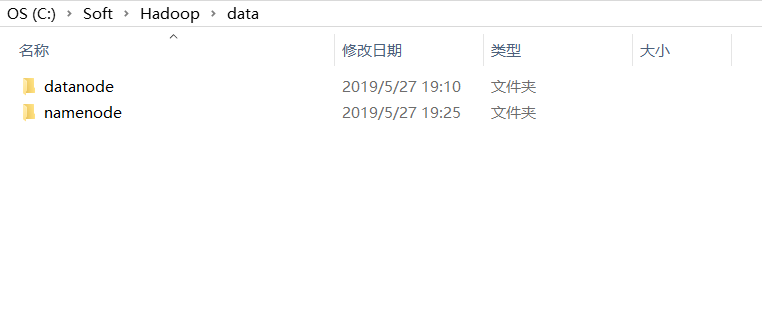 OS (C:) › Soft › Hadoop › data
名称 修改日期 类型 大小
datanode 2019/5/27 19:10 文件夹
namenode 2019/5/27 19:25 文件夹